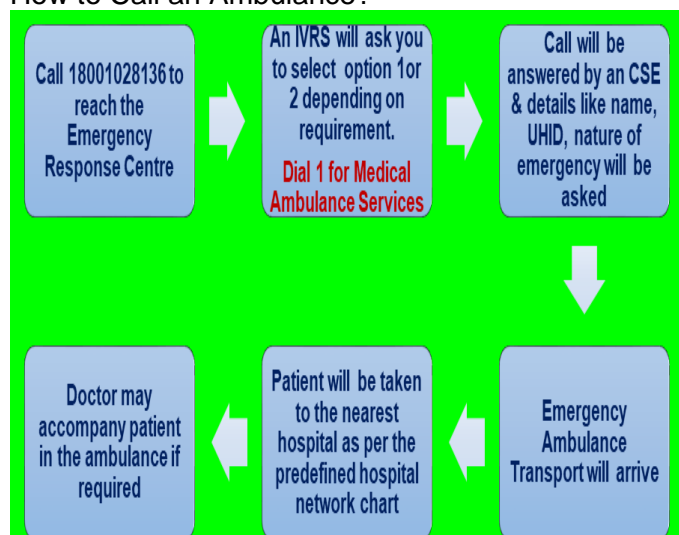 How to Call an Ambulance?
Call 18001028136 to
reach the
Emergency
Response Centre
An IVRS will ask you
to select option 1or
2 depending on
requirement.
Dial 1 for Medical
Ambulance Services
Call will be
answered by an CSE
& details like name,
UHID, nature of
emergency will be
asked
Emergency
Ambulance
Transport will arrive
Patient will be taken
to the nearest
hospital as per the
predefined hospital
network chart
Doctor may
accompany patient
in the ambulance if
required